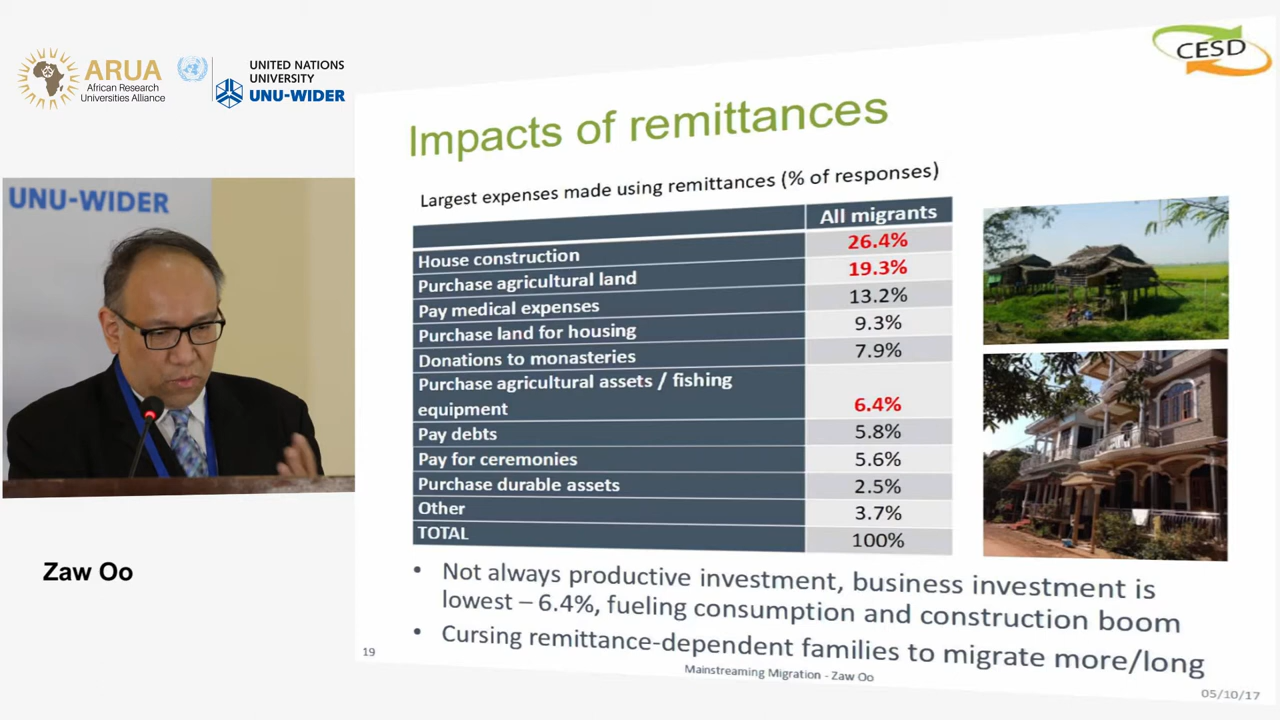 ARUA
African Research
Universities Alliance
UNITED NATIONS
UNIVERSITY
UNU-WIDER
CESD
UNU-WIDER
Zaw Oo
Impacts of remittances
Largest expenses made using remittances (% of responses)
All migrants
House construction 26.4%
Purchase agricultural land 19.3%
Pay medical expenses 13.2%
Purchase land for housing 9.3%
Donations to monasteries 7.9%
Purchase agricultural assets / fishing
equipment 6.4%
Pay debts 5.8%
Pay for ceremonies 5.6%
Purchase durable assets 2.5%
Other 3.7%
TOTAL 100%
• Not always productive investment, business investment is
lowest – 6.4%, fueling consumption and construction boom
• Cursing remittance-dependent families to migrate more/long
19
Mainstreaming Migration - Zaw Oo
05/10/17